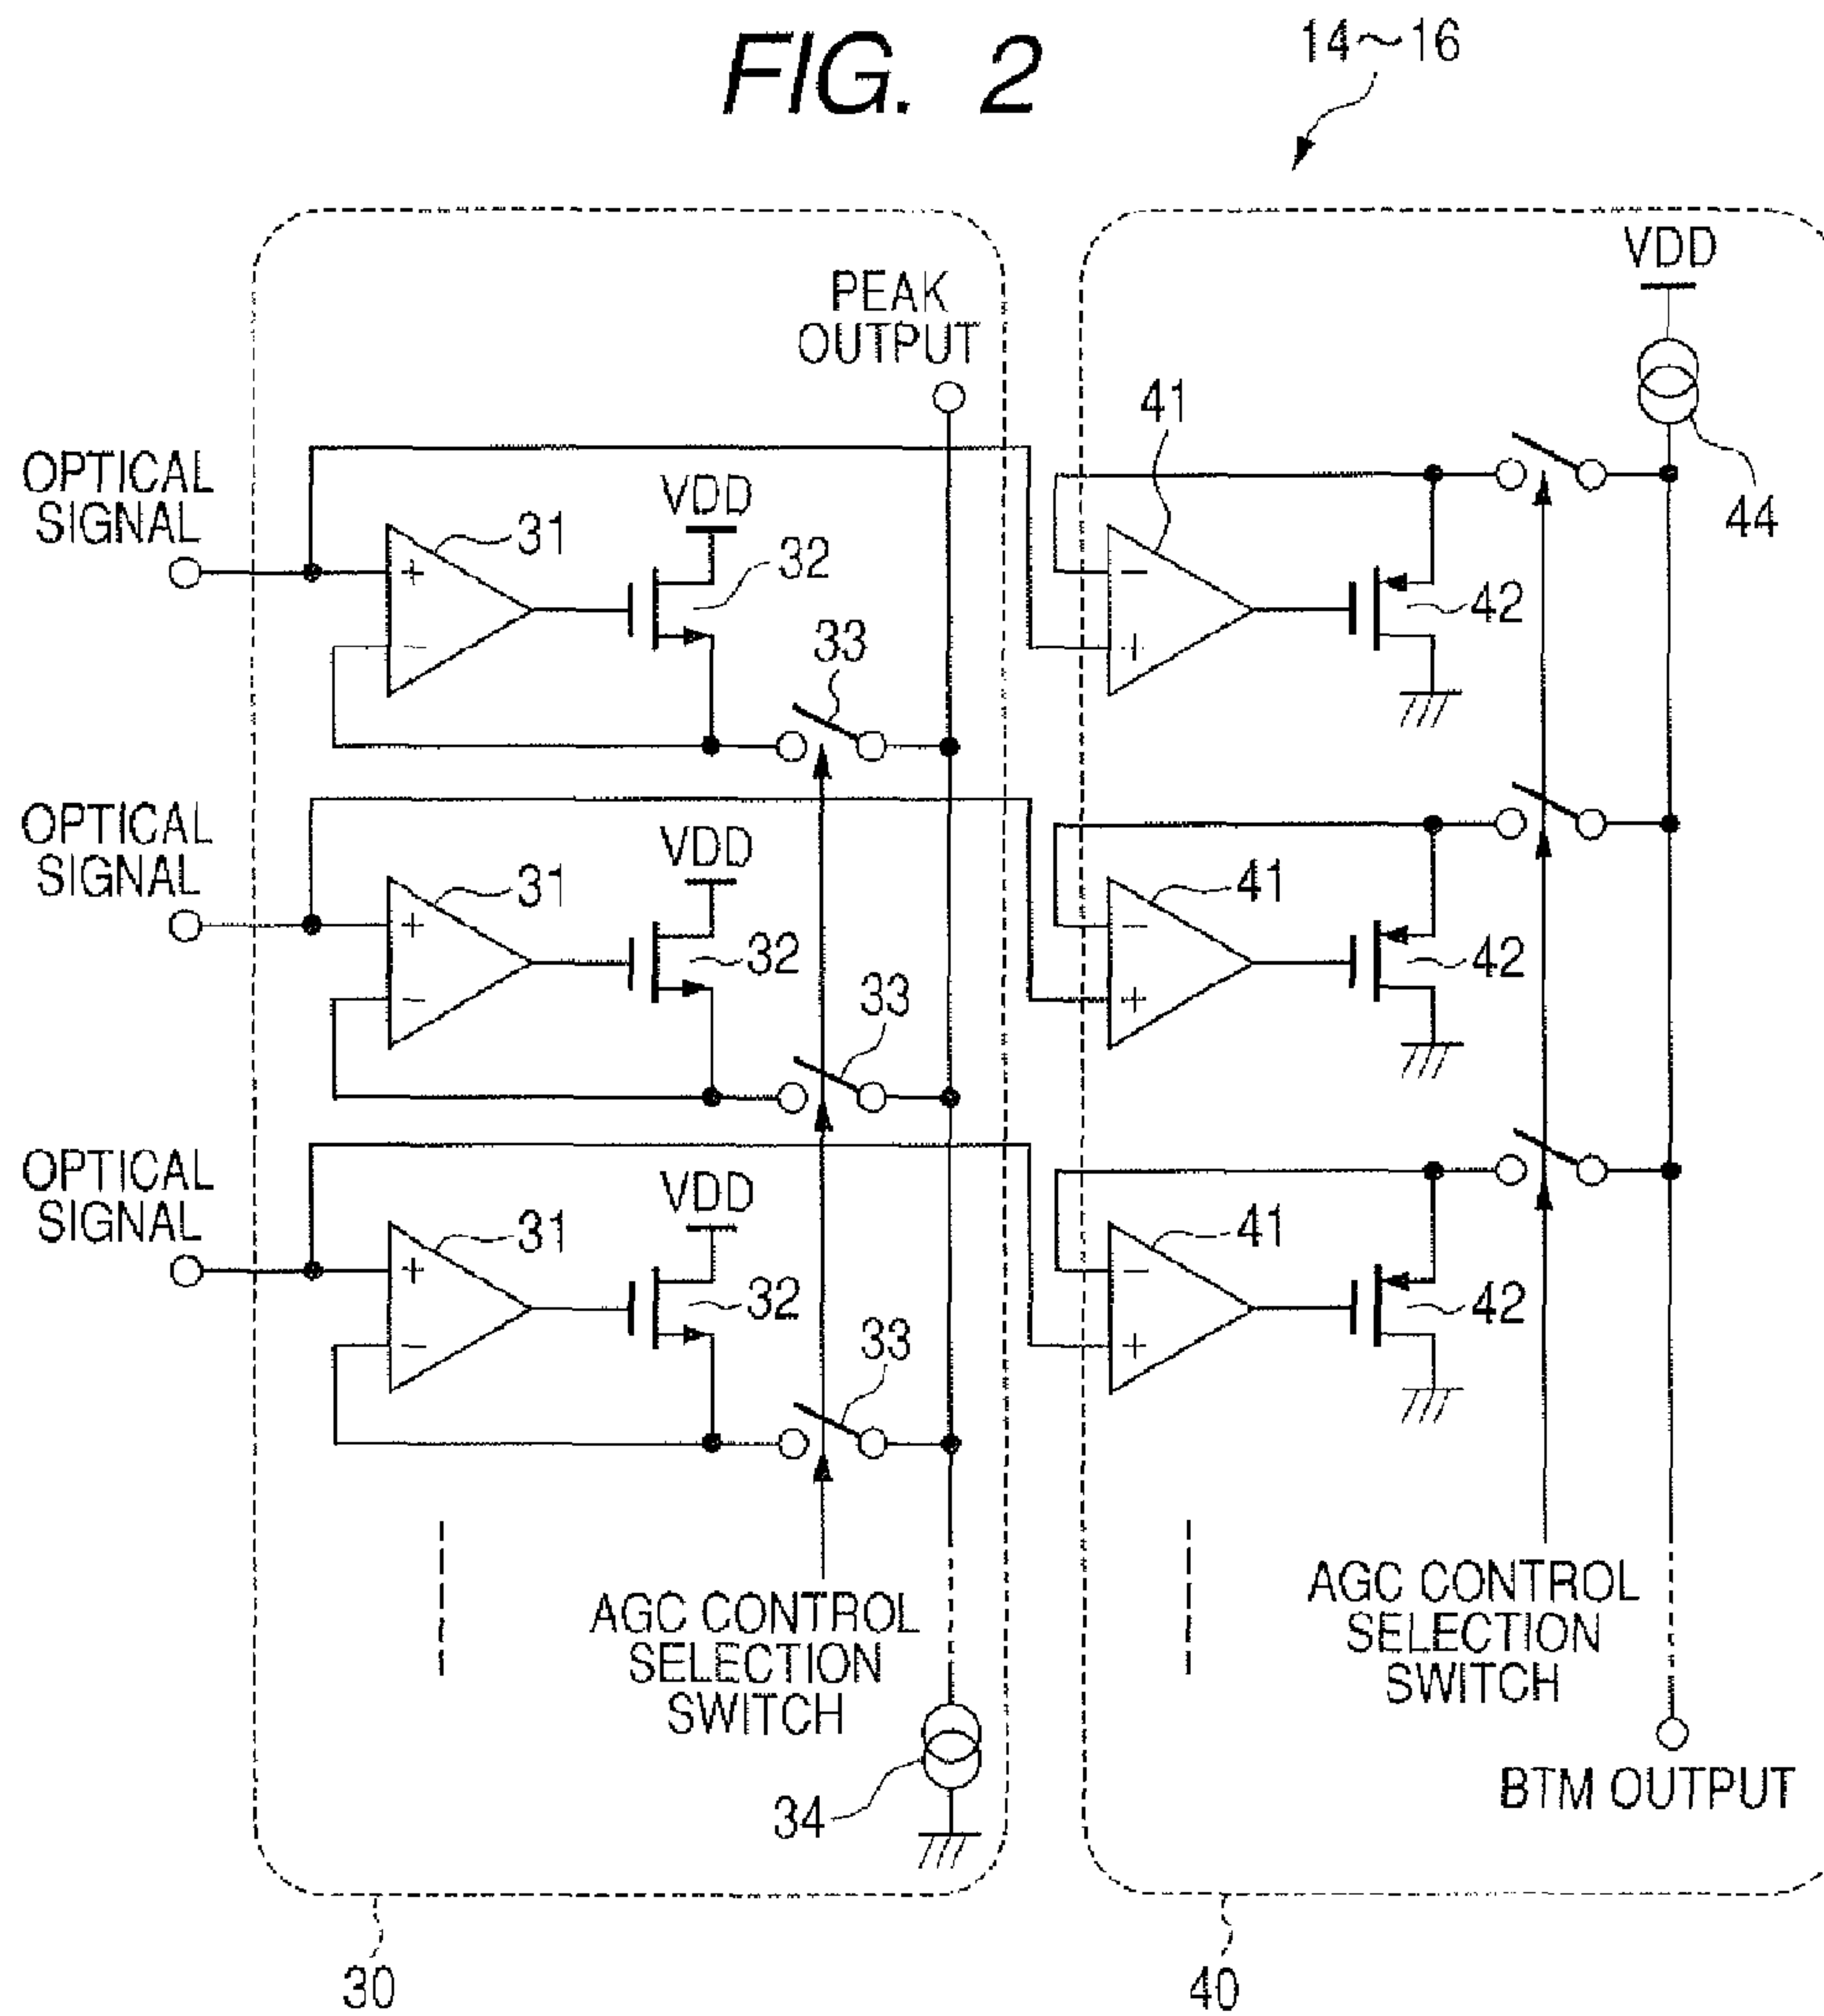 FIG. 2
14~16
VDD
PEAK
OUTPUT
41
44
OPTICAL
SIGNAL
VDD
+
31
32
−
42
−
+
33
OPTICAL
SIGNAL
VDD
+
31
32
−
41
42
−
+
33
OPTICAL
SIGNAL
VDD
+
31
32
−
41
42
−
+
33
AGC CONTROL
SELECTION
SWITCH
AGC CONTROL
SELECTION
SWITCH
34
BTM OUTPUT
30
40